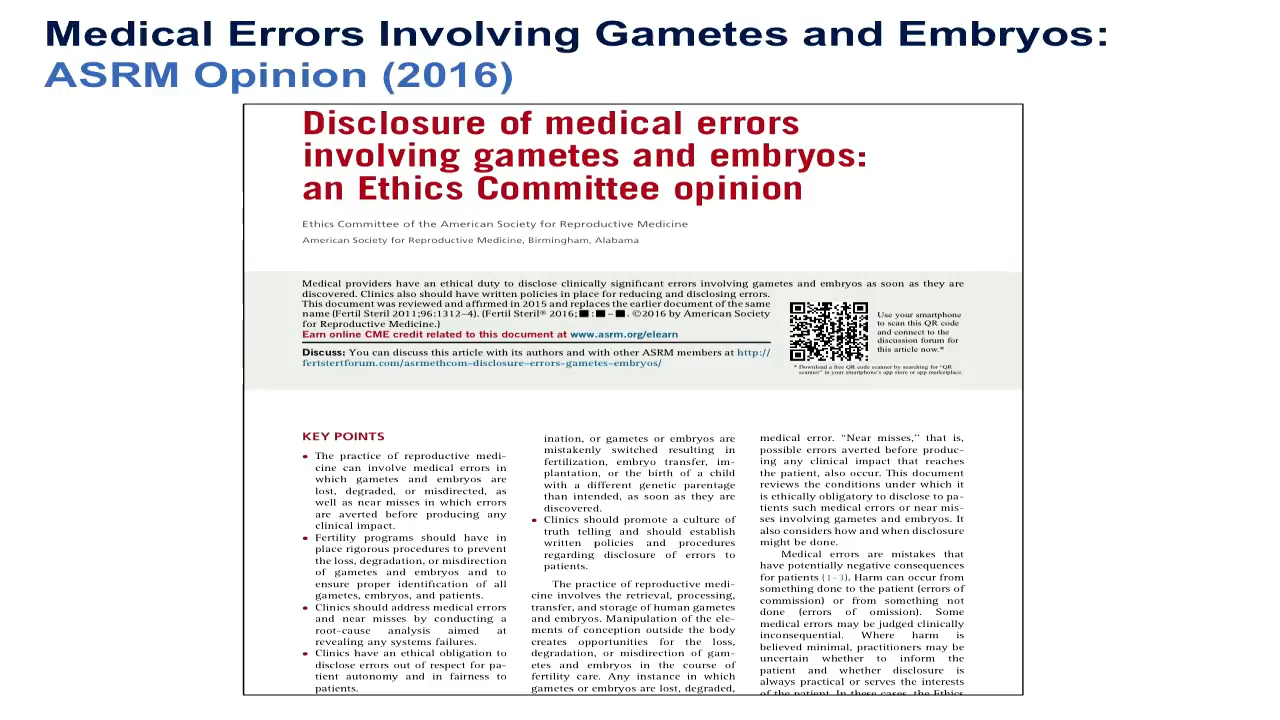 Medical Errors Involving Gametes and Embryos:
ASRM Opinion (2016)
Disclosure of medical errors
involving gametes and embryos:
an Ethics Committee opinion
Ethics Committee of the American Society for Reproductive Medicine
American Society for Reproductive Medicine, Birmingham, Alabama
Medical providers have an ethical duty to disclose clinically significant errors involving gametes and embryos as soon as they are
discovered. Clinics also should have written policies in place for reducing and disclosing errors.
This document was reviewed and affirmed in 2015 and replaces the earlier document of the same
name (Fertil Steril 2011;96:1312–4). (Fertil Steril® 2016;■:■–■. ©2016 by American Society
for Reproductive Medicine.)
Earn online CME credit related to this document at www.asrm.org/elearn
Discuss: You can discuss this article with its authors and with other ASRM members at http://
fertstertforum.com/asrmethcom-disclosure-errors-gametes-embryos/
Use your smartphone
to scan this QR code
and connect to the
discussion forum for
this article now.*
* Download a free QR code scanner by searching for "QR
scanner" in your smartphone's app store or app marketplace.
KEY POINTS
• The practice of reproductive medi-
cine can involve medical errors in
which gametes and embryos are
lost, degraded, or misdirected, as
well as near misses in which errors
are averted before producing any
clinical impact.
• Fertility programs should have in
place rigorous procedures to prevent
the loss, degradation, or misdirection
of gametes and embryos and to
ensure proper identification of all
gametes, embryos, and patients.
• Clinics should address medical errors
and near misses by conducting a
root-cause analysis aimed at
revealing any systems failures.
• Clinics have an ethical obligation to
disclose errors out of respect for pa-
tient autonomy and in fairness to
patients.
ination, or gametes or embryos are
mistakenly switched resulting in
fertilization, embryo transfer, im-
plantation, or the birth of a child
with a different genetic parentage
than intended, as soon as they are
discovered.
• Clinics should promote a culture of
truth telling and should establish
written policies and procedures
regarding disclosure of errors to
patients.
The practice of reproductive medi-
cine involves the retrieval, processing,
transfer, and storage of human gametes
and embryos. Manipulation of the ele-
ments of conception outside the body
creates opportunities for the loss,
degradation, or misdirection of gam-
etes and embryos in the course of
fertility care. Any instance in which
gametes or embryos are lost, degraded,
medical error. "Near misses," that is,
possible errors averted before produc-
ing any clinical impact that reaches
the patient, also occur. This document
reviews the conditions under which it
is ethically obligatory to disclose to pa-
tients such medical errors or near mis-
ses involving gametes and embryos. It
also considers how and when disclosure
might be done.
Medical errors are mistakes that
have potentially negative consequences
for patients (1–3). Harm can occur from
something done to the patient (errors of
commission) or from something not
done (errors of omission). Some
medical errors may be judged clinically
inconsequential. Where harm is
believed minimal, practitioners may be
uncertain whether to inform the
patient and whether disclosure is
always practical or serves the interests
of the patient. In these cases, the Ethics